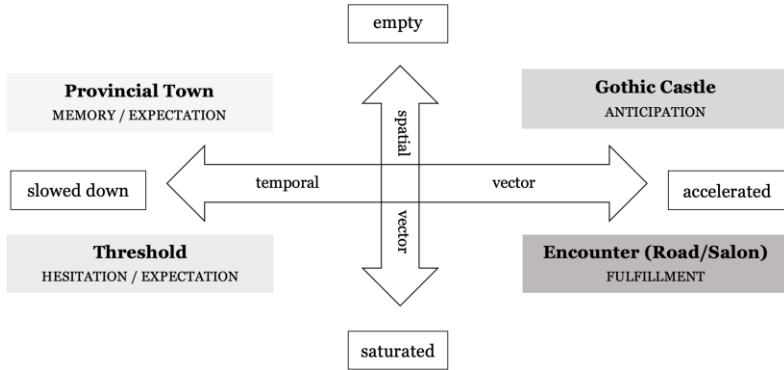 empty
Provincial Town
MEMORY / EXPECTATION
Gothic Castle
ANTICIPATION
spatial
slowed down
temporal
vector
accelerated
vector
Threshold
HESITATION / EXPECTATION
Encounter (Road/Salon)
FULFILLMENT
saturated